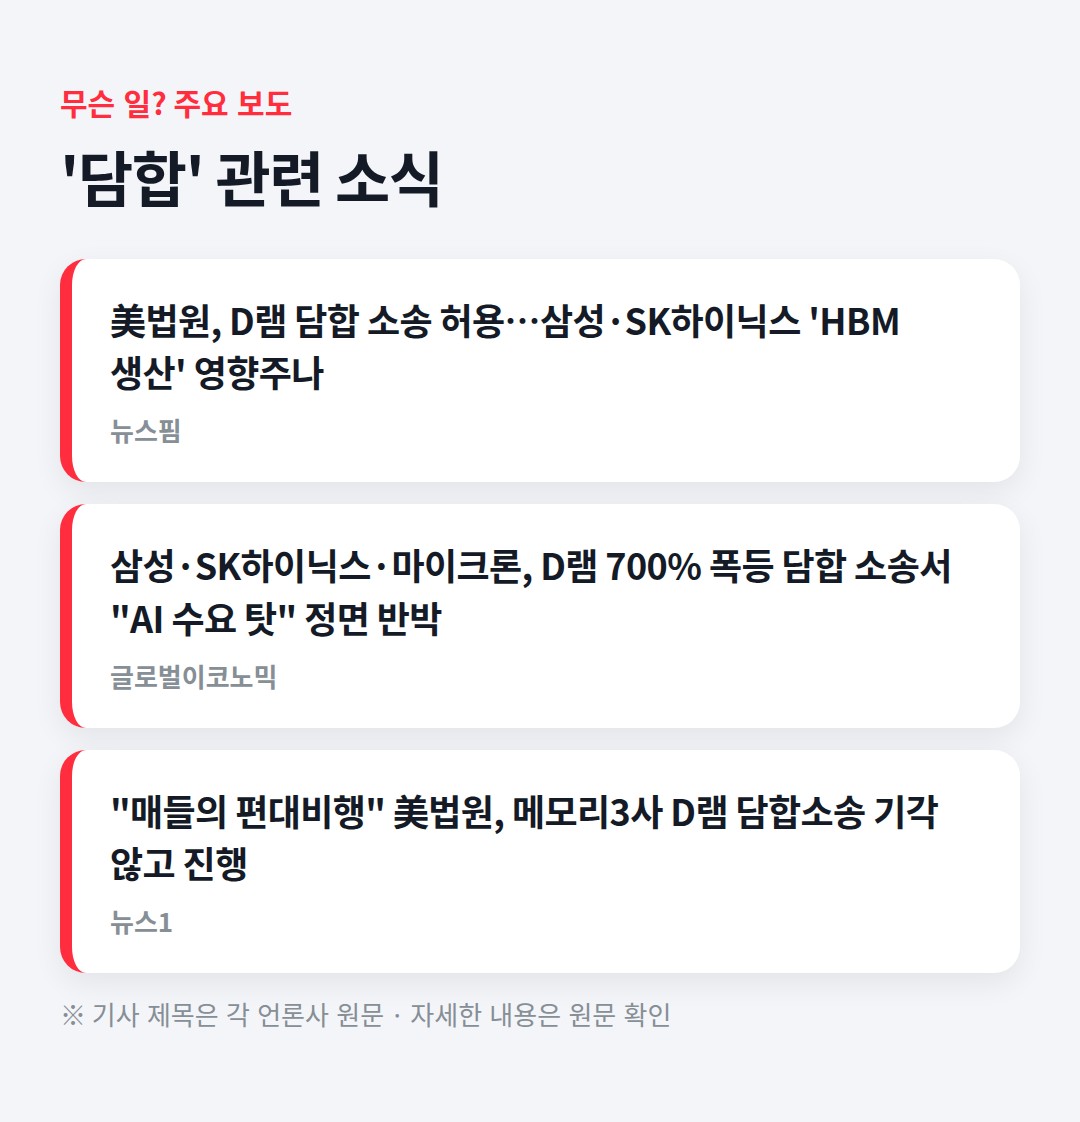 무슨 일? 주요 보도
'담합' 관련 소식
美법원, D램 담합 소송 허용…삼성·SK하이닉스 'HBM
생산' 영향주나
뉴스핌
삼성·SK하이닉스·마이크론, D램 700% 폭등 담합 소송서
"AI 수요 탓" 정면 반박
글로벌이코노믹
"매들의 편대비행" 美법원, 메모리3사 D램 담합소송 기각
않고 진행
뉴스1
※ 기사 제목은 각 언론사 원문 · 자세한 내용은 원문 확인